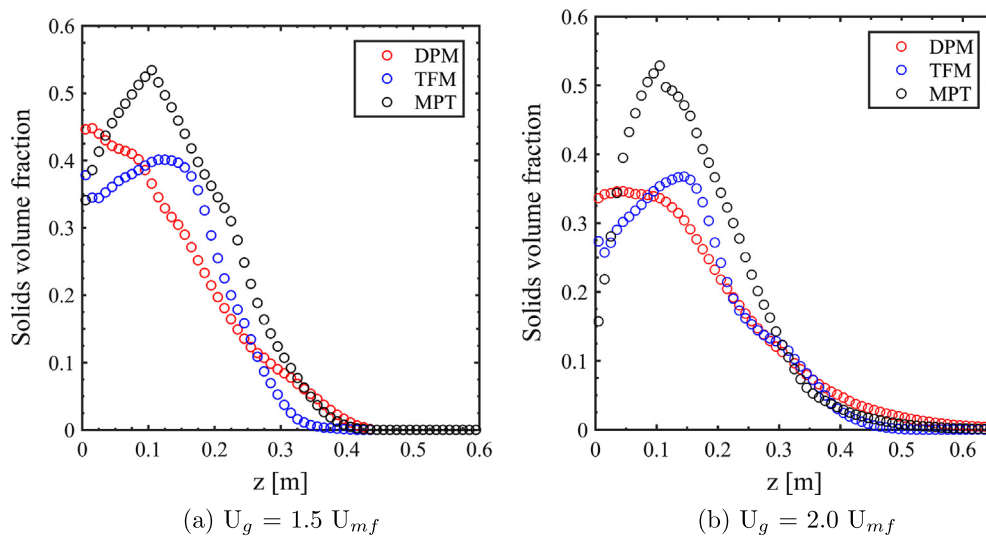 0.6
0.5
0.4
0.3
0.2
0.1
0
Solids volume fraction
DPM
TFM
MPT
0 0.1 0.2 0.3 0.4 0.5 0.6
z [m]
(a) U_g = 1.5 U_mf
0.6
0.5
0.4
0.3
0.2
0.1
0
Solids volume fraction
DPM
TFM
MPT
0 0.1 0.2 0.3 0.4 0.5 0.6
z [m]
(b) U_g = 2.0 U_mf